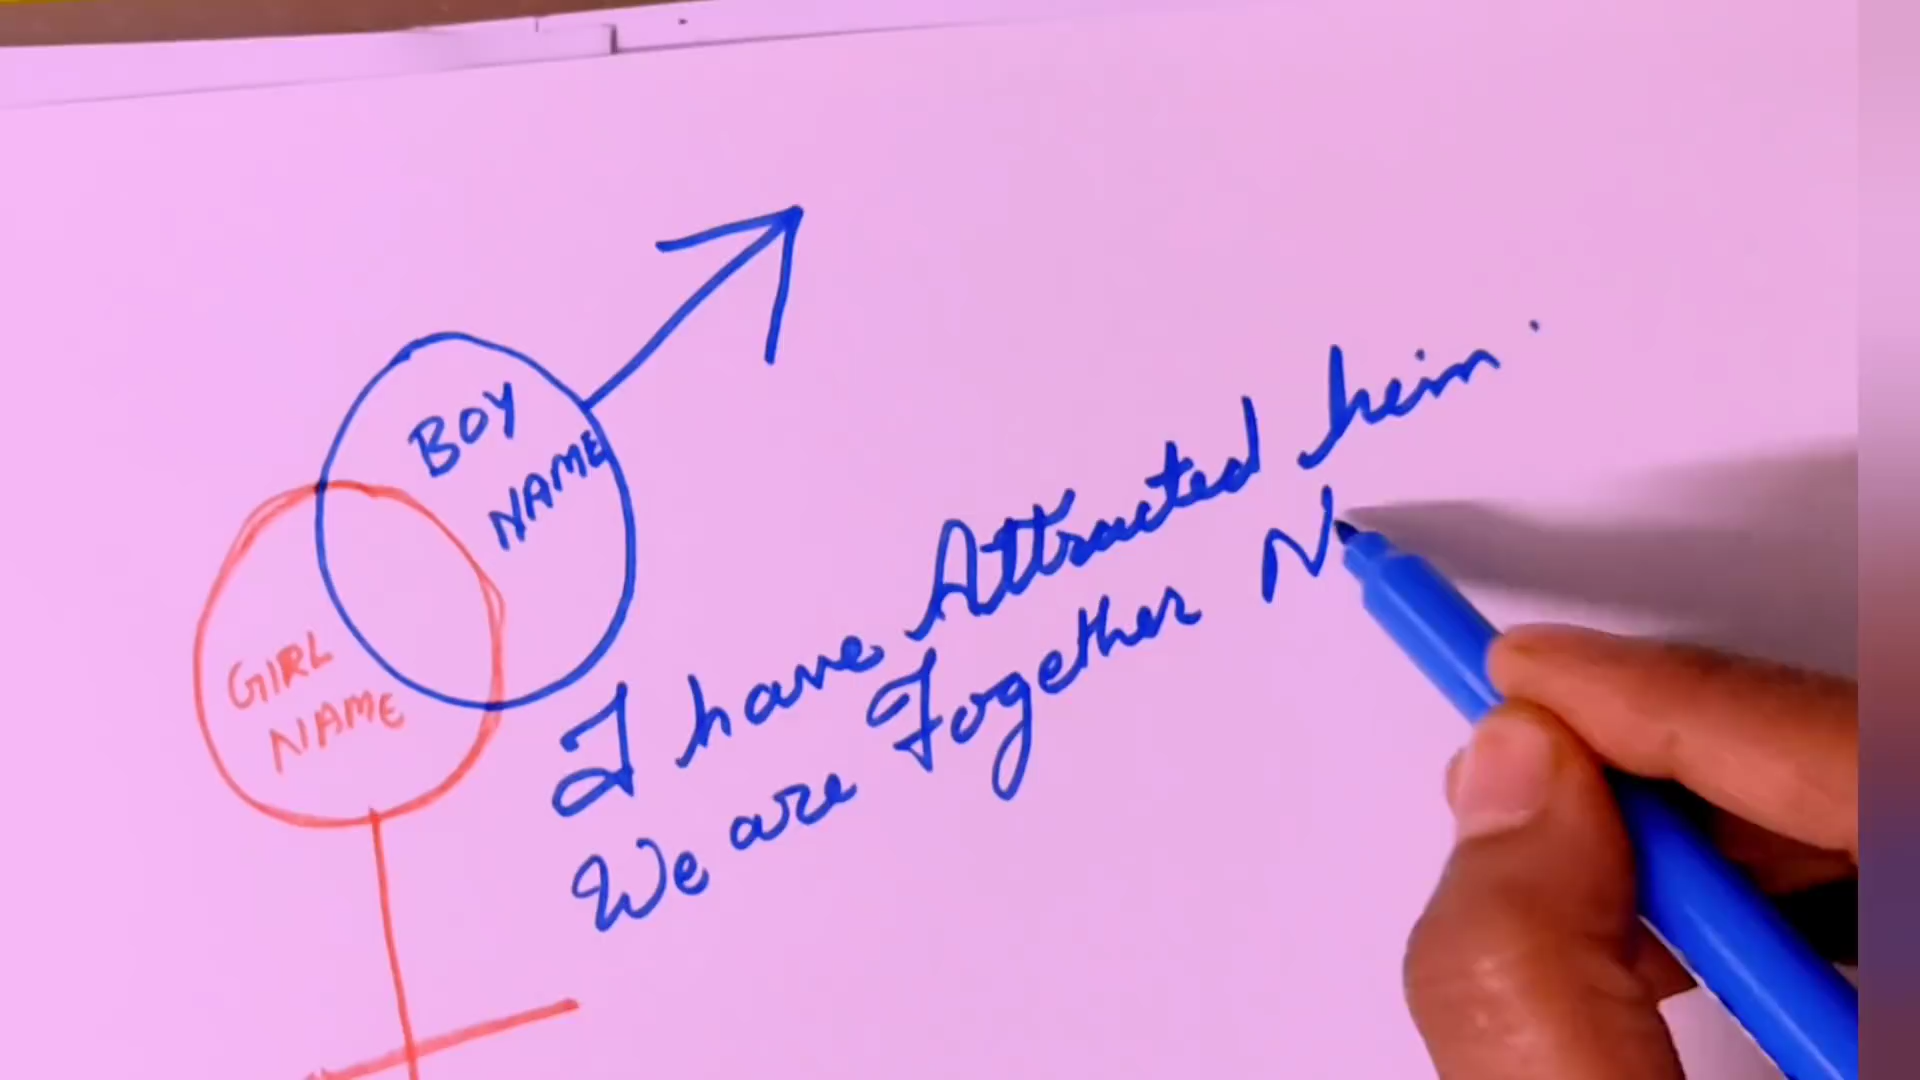 BOY
NAME
GIRL
NAME
I have Attracted him.
We are Together N